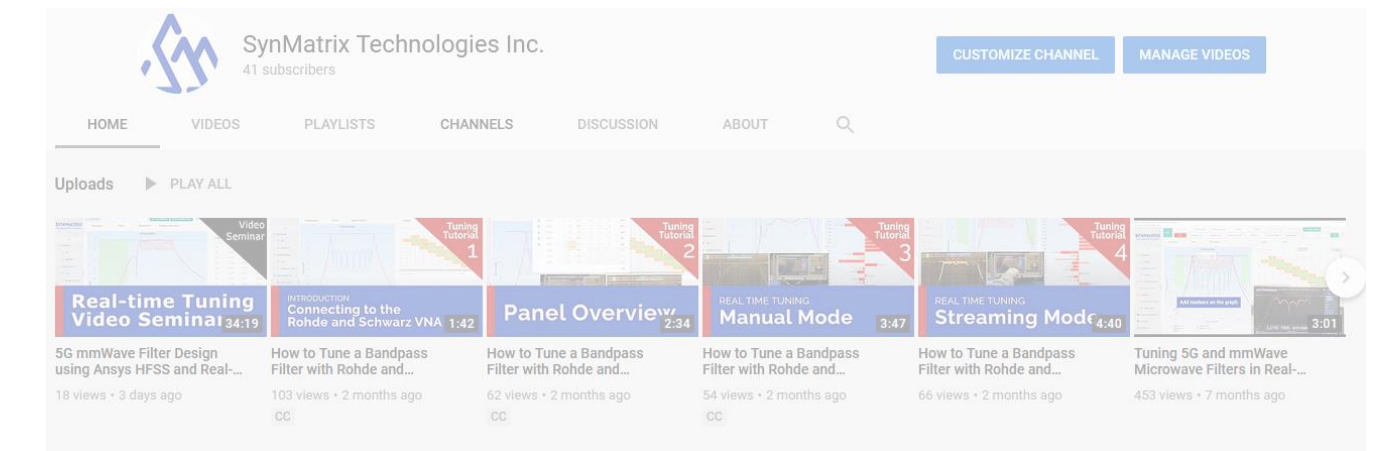 SynMatrix Technologies Inc.
41 subscribers
CUSTOMIZE CHANNEL
MANAGE VIDEOS
HOME
VIDEOS
PLAYLISTS
CHANNELS
DISCUSSION
ABOUT
Uploads
PLAY ALL
Video
Seminar
Real-time Tuning
Video Seminar
34:19
5G mmWave Filter Design
using Ansys HFSS and Real-...
18 views • 3 days ago
Tuning
Tutorial
1
INTRODUCTION
Connecting to the
Rohde and Schwarz VNA
1:42
How to Tune a Bandpass
Filter with Rohde and...
103 views • 2 months ago
CC
Tuning
Tutorial
2
Panel Overview
2:34
How to Tune a Bandpass
Filter with Rohde and...
62 views • 2 months ago
CC
Tuning
Tutorial
3
REAL TIME TUNING
Manual Mode
3:47
How to Tune a Bandpass
Filter with Rohde and...
54 views • 2 months ago
CC
Tuning
Tutorial
4
REAL TIME TUNING
Streaming Mode
4:40
How to Tune a Bandpass
Filter with Rohde and...
66 views • 2 months ago
Add markers on the graph
3:01
Tuning 5G and mmWave
Microwave Filters in Real-...
453 views • 7 months ago